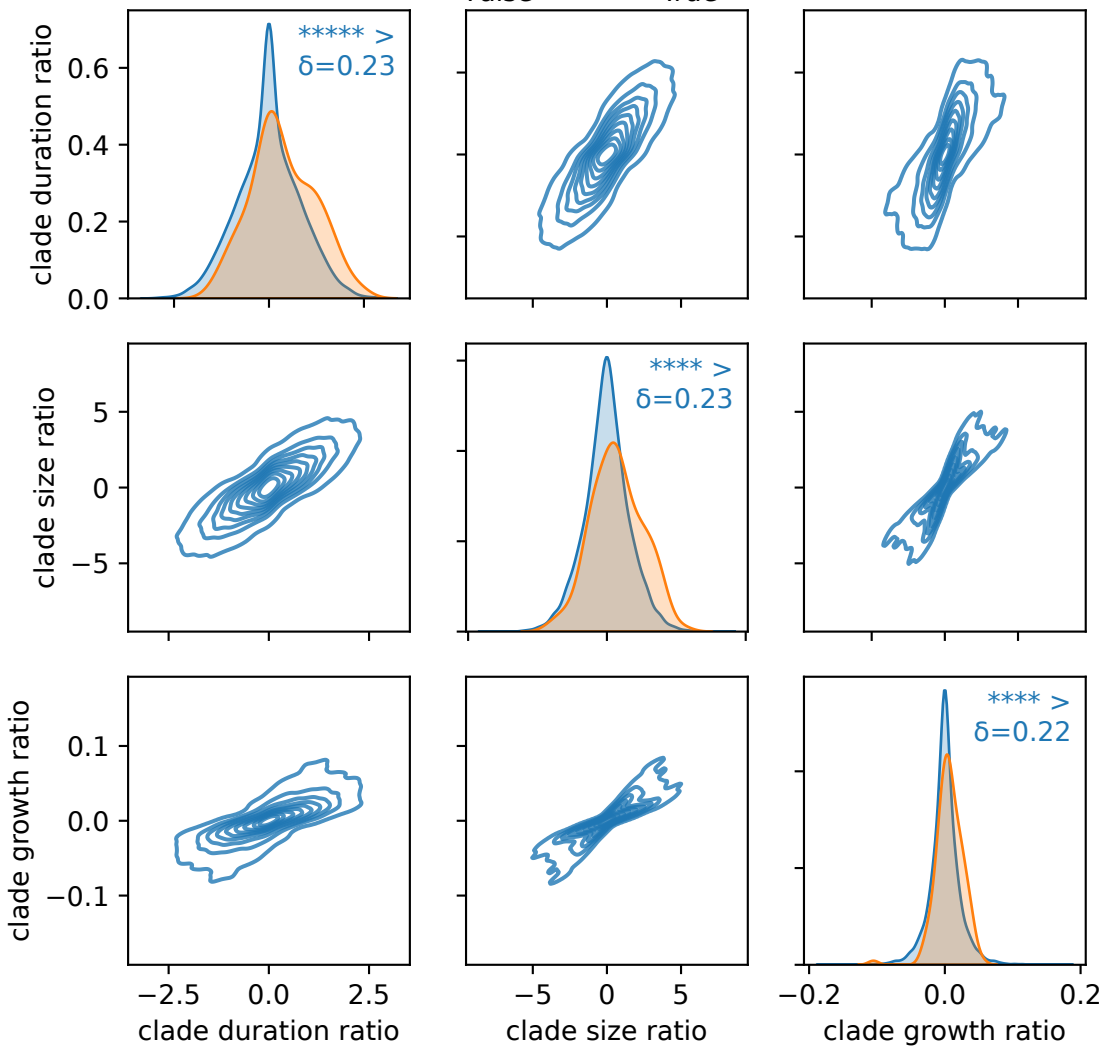 clade duration ratio
0.6
0.4
0.2
0.0
***** >
δ=0.23
clade size ratio
5
0
−5
**** >
δ=0.23
clade growth ratio
0.1
0.0
−0.1
**** >
δ=0.22
−2.5 0.0 2.5
−5 0 5
−0.2 0.0 0.2
clade duration ratio
clade size ratio
clade growth ratio